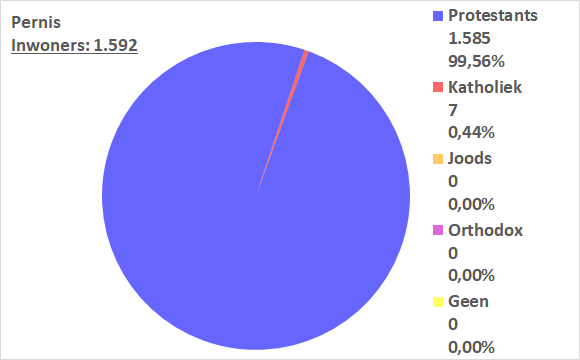 Pernis
Inwoners: 1.592
Protestants
1.585
99,56%
Katholiek
7
0,44%
Joods
0
0,00%
Orthodox
0
0,00%
Geen
0
0,00%